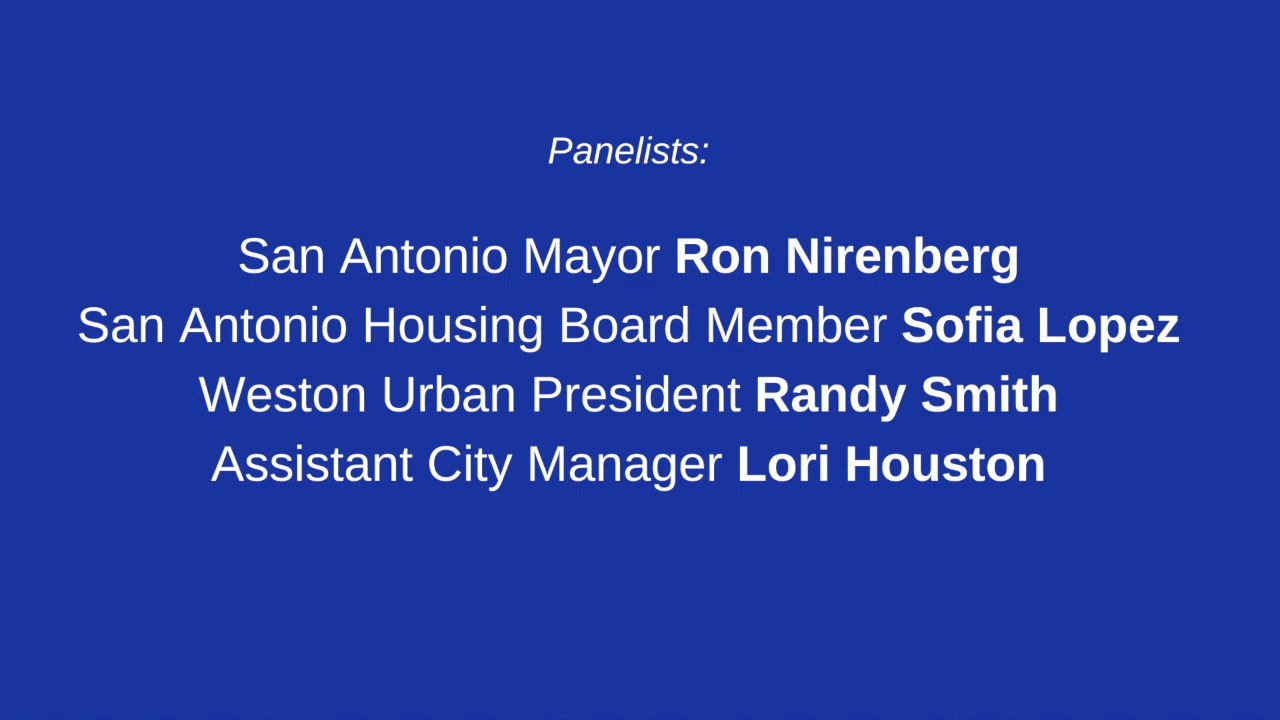 Panelists:
San Antonio Mayor Ron Nirenberg
San Antonio Housing Board Member Sofia Lopez
Weston Urban President Randy Smith
Assistant City Manager Lori Houston